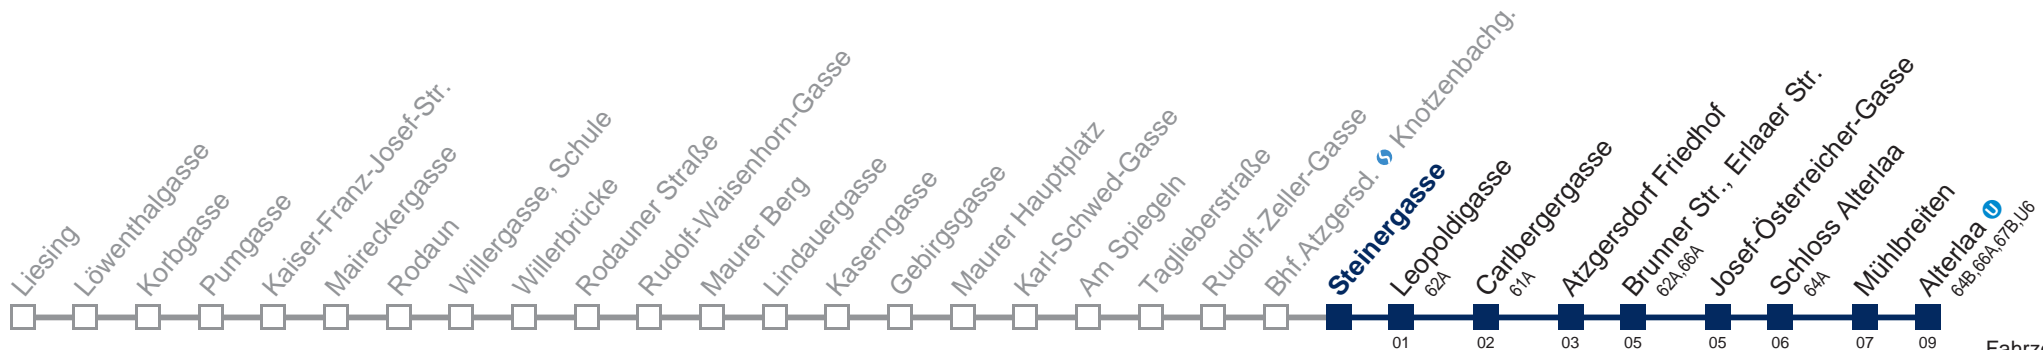 Liesing
Löwenthalgasse
Korbgasse
Pumgasse
Kaiser-Franz-Josef-Str.
Maireckergasse
Rodaun
Willergasse, Schule
Willerbrücke
Rodauner Straße
Rudolf-Waisenhorn-Gasse
Maurer Berg
Lindauergasse
Kaserngasse
Gebirgsgasse
Maurer Hauptplatz
Karl-Schwed-Gasse
Am Spiegeln
Taglieberstraße
Rudolf-Zeller-Gasse
Bhf.Atzgersd. S Knotzenbachg.
Steinergasse
Leopoldigasse
62A
Carlbergergasse
61A
Atzgersdorf Friedhof
Brunner Str., Erlaaer Str.
62A,66A
Josef-Österreicher-Gasse
Schloss Alterlaa
64A
Mühlbreiten
Alterlaa U
64B,66A,67B,U6
01 02 03 05 05 06 07 09